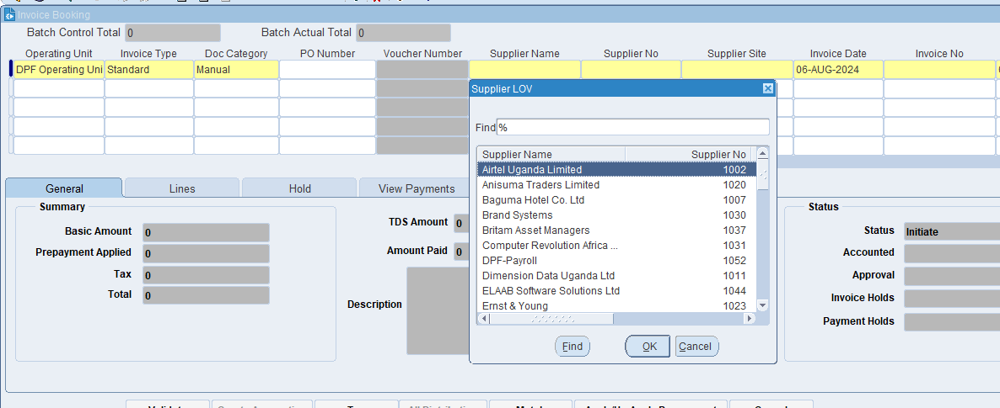 Invoice Booking
Batch Control Total 0 Batch Actual Total 0
Operating Unit Invoice Type Doc Category PO Number Voucher Number Supplier Name Supplier No Supplier Site Invoice Date Invoice No
DPF Operating Uni Standard Manual 06-AUG-2024
Supplier LOV
Find %
Supplier Name Supplier No
Airtel Uganda Limited 1002
Anisuma Traders Limited 1020
Baguma Hotel Co. Ltd 1007
Brand Systems 1030
Britam Asset Managers 1037
Computer Revolution Africa ... 1031
DPF-Payroll 1052
Dimension Data Uganda Ltd 1011
ELAAB Software Solutions Ltd 1044
Ernst & Young 1023
Find OK Cancel
General Lines Hold View Payments
Summary
Basic Amount 0
Prepayment Applied 0
Tax 0
Total 0
TDS Amount 0
Amount Paid 0
Description
Status
Status Initiate
Accounted
Approval
Invoice Holds
Payment Holds